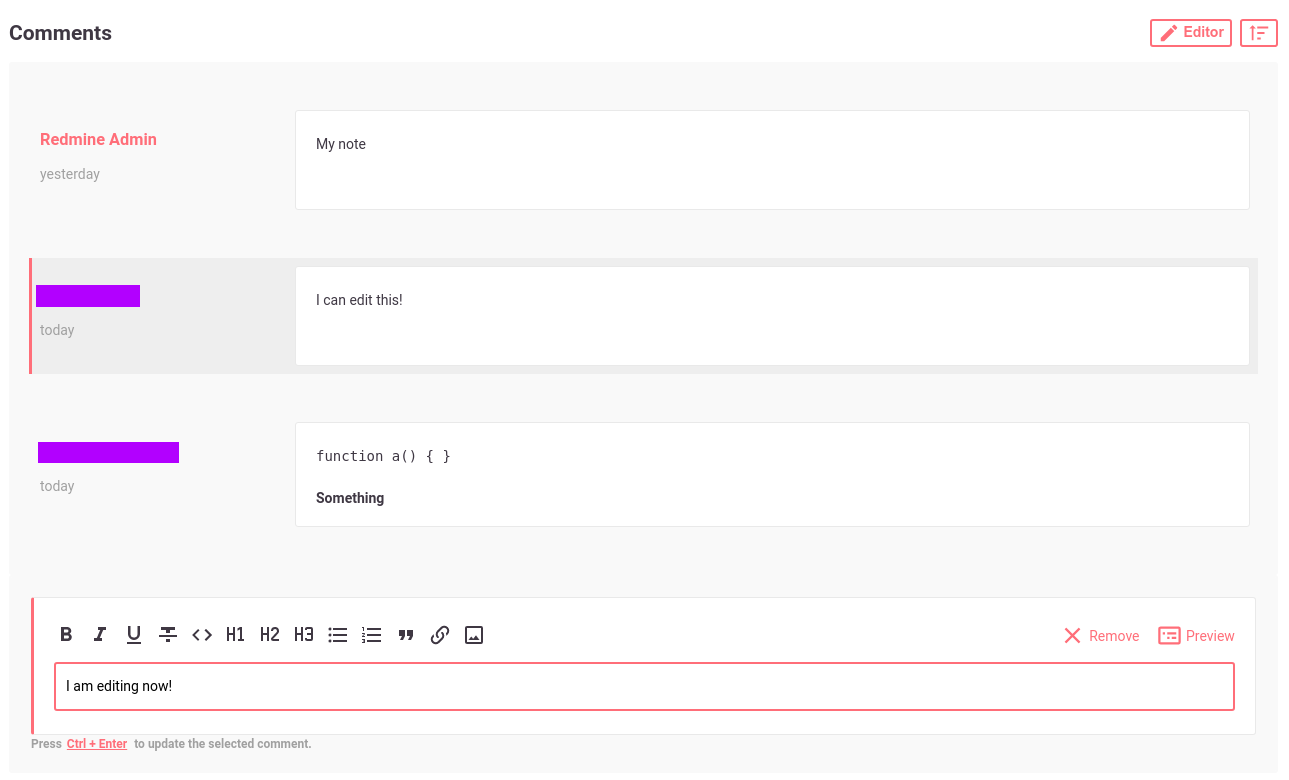 Comments
Editor
Redmine Admin
yesterday
My note
today
I can edit this!
today
function a() { }
Something
B I U H1 H2 H3
Remove
Preview
I am editing now!
Press Ctrl + Enter to update the selected comment.